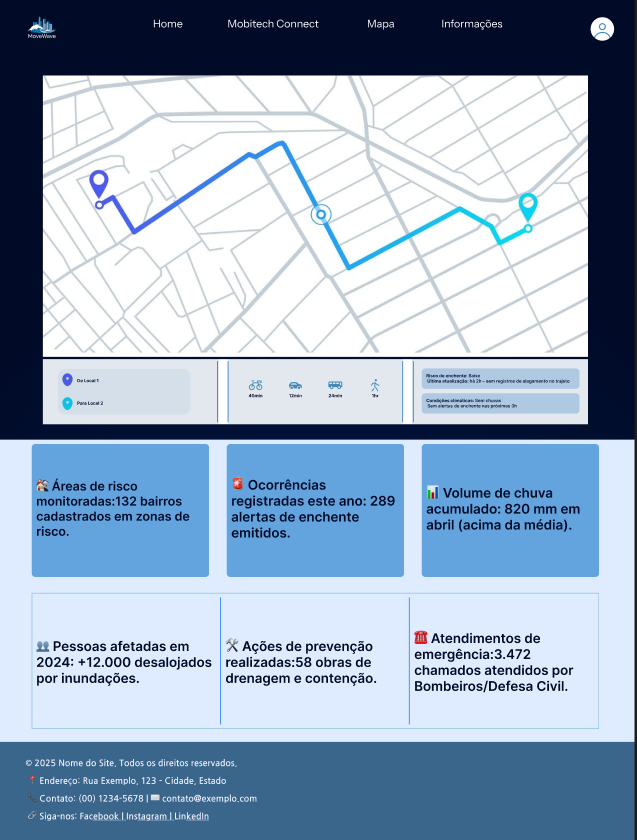 Home Mobitech Connect Mapa Informações
MoveWave
De Local 1
Para Local 2
40min 12min 24min 1hr
Risco de enchente: Baixo
Última atualização: há 2h – sem registros de alagamento no trajeto
Condições climáticas: Sem chuvas
Sem alertas de enchente nas próximas 3h
Áreas de risco
monitoradas:132 bairros
cadastrados em zonas de
risco.
Ocorrências
registradas este ano: 289
alertas de enchente
emitidos.
Volume de chuva
acumulado: 820 mm em
abril (acima da média).
Pessoas afetadas em
2024: +12.000 desalojados
por inundações.
Ações de prevenção
realizadas:58 obras de
drenagem e contenção.
Atendimentos de
emergência:3.472
chamados atendidos por
Bombeiros/Defesa Civil.
© 2025 Nome do Site. Todos os direitos reservados.
Endereço: Rua Exemplo, 123 - Cidade, Estado
Contato: (00) 1234-5678 | contato@exemplo.com
Siga-nos: Facebook | Instagram | LinkedIn